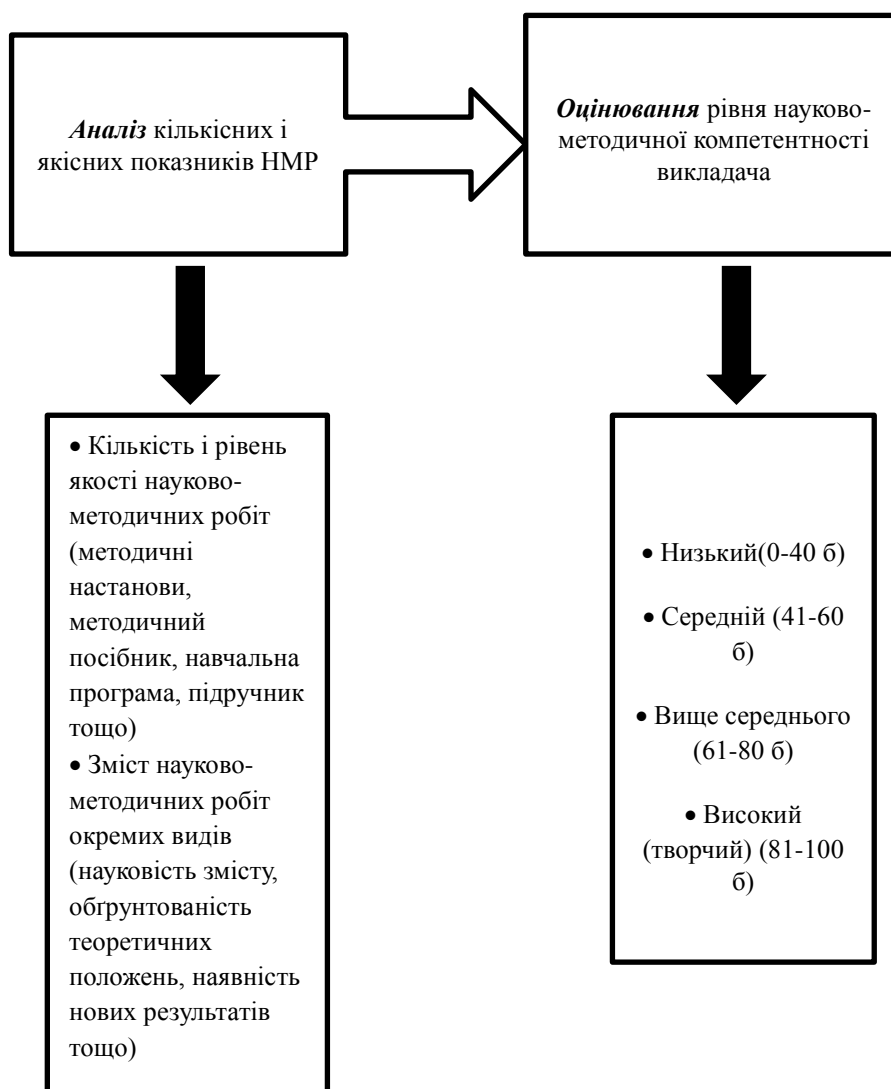 Аналіз кількісних і
якісних показників НМР
Оцінювання рівня науково-
методичної компетентності
викладача
• Кількість і рівень
якості науково-
методичних робіт
(методичні
настанови,
методичний
посібник, навчальна
програма, підручник
тощо)
• Зміст науково-
методичних робіт
окремих видів
(науковість змісту,
обґрунтованість
теоретичних
положень, наявність
нових результатів
тощо)
• Низький(0-40 б)
• Середній (41-60
б)
• Вище середнього
(61-80 б)
• Високий
(творчий) (81-100
б)